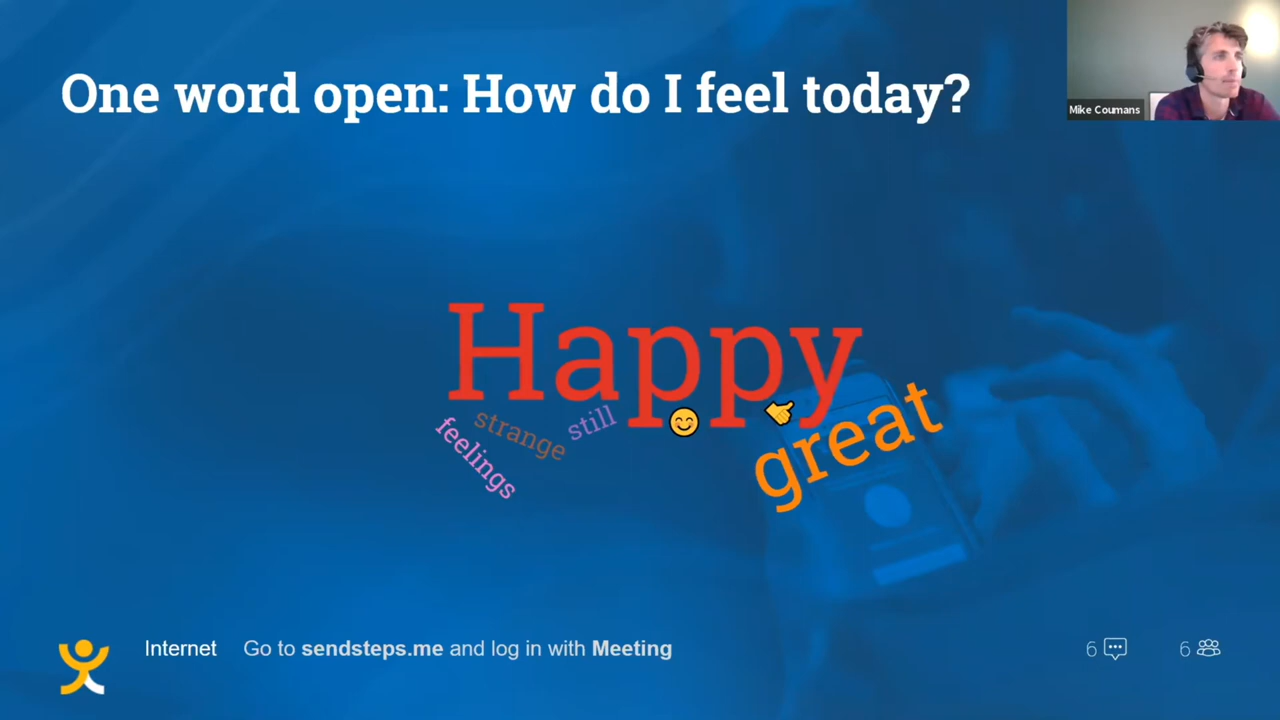 One word open: How do I feel today?
Mike Coumans
Happy
great
still
strange
feelings
Internet Go to sendsteps.me and log in with Meeting
6
6